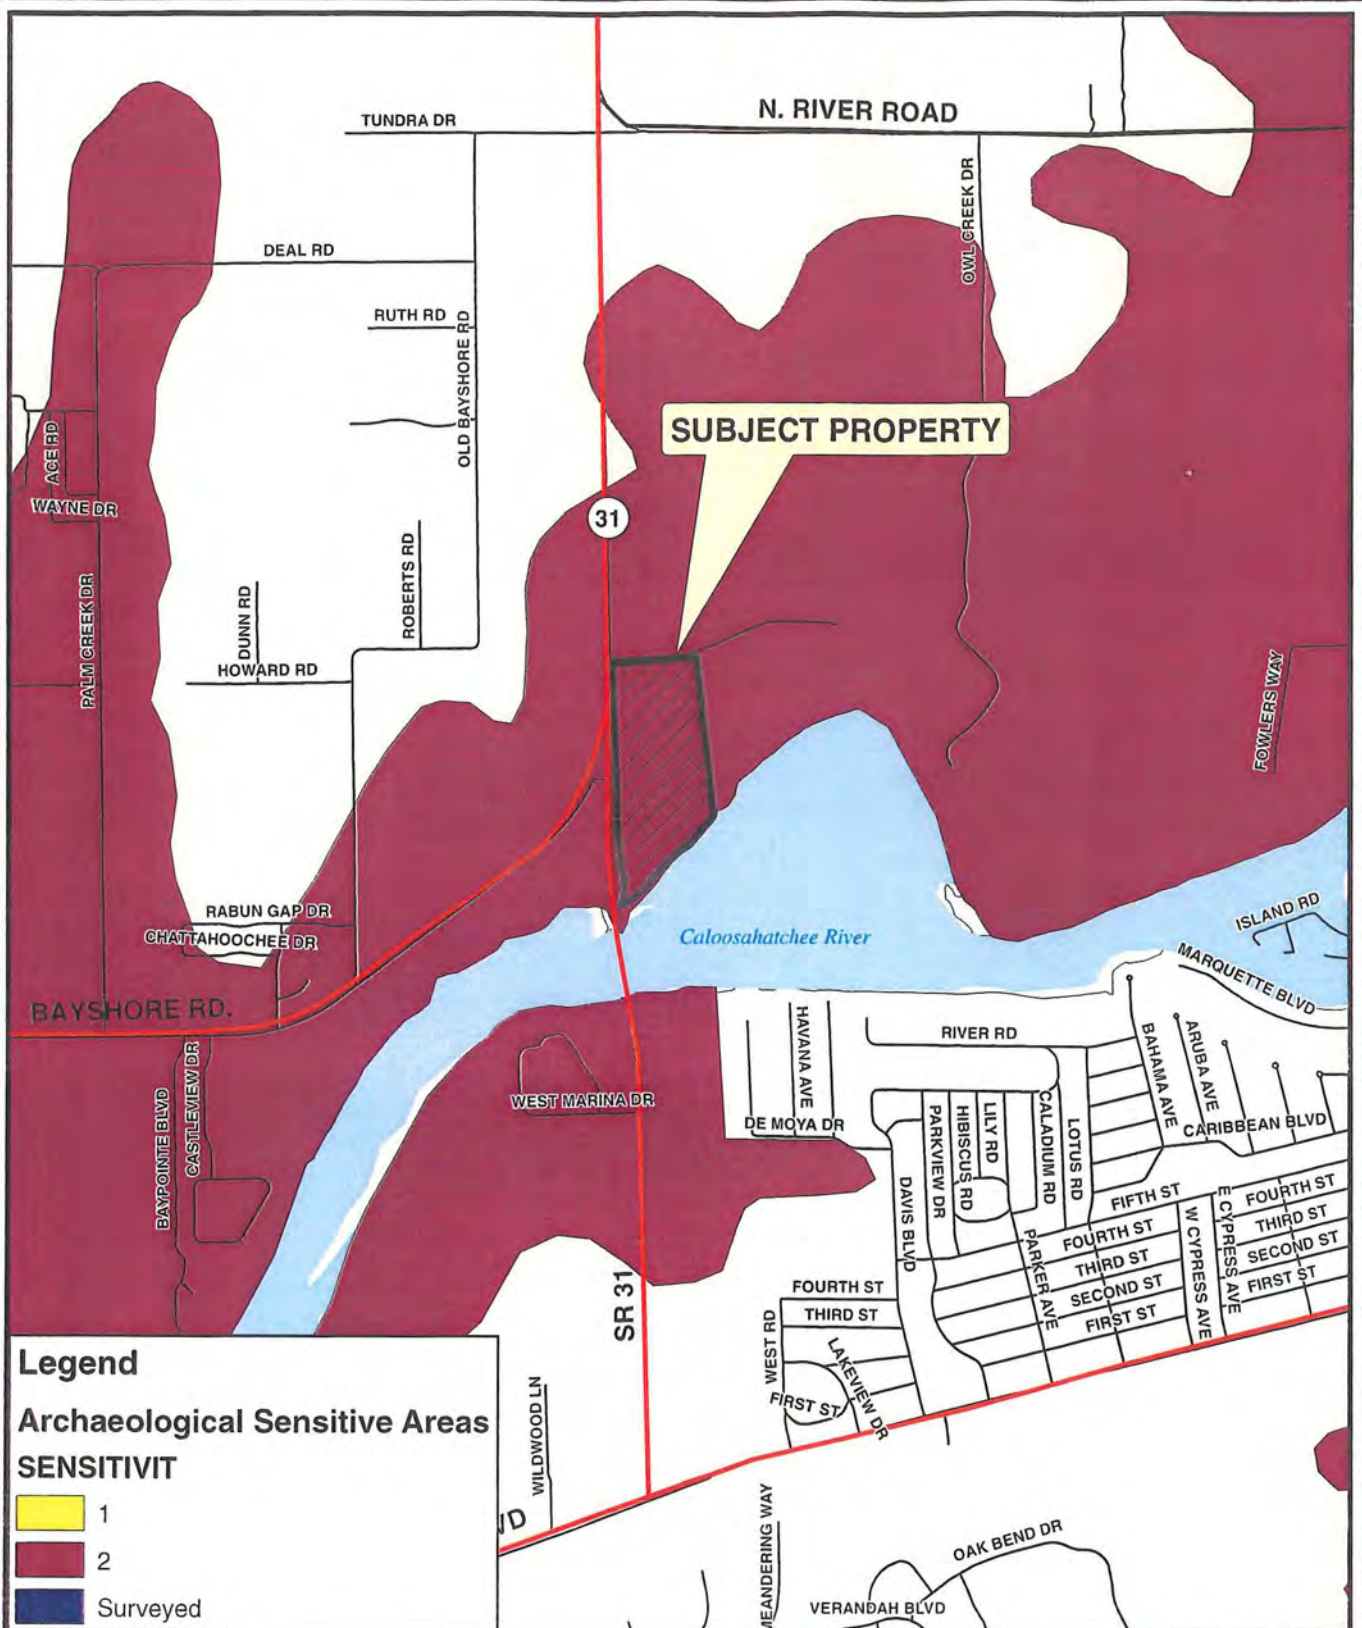 N. RIVER ROAD
TUNDRA DR
OWL CREEK DR
DEAL RD
RUTH RD
OLD BAYSHORE RD
SUBJECT PROPERTY
ACE RD
WAYNE DR
31
ROBERTS RD
PALM CREEK DR
DUNN RD
HOWARD RD
FOWLERS WAY
RABUN GAP DR
CHATTAHOOCHEE DR
Caloosahatchee River
ISLAND RD
MARQUETTE BLVD
BAYSHORE RD.
HAVANA AVE
RIVER RD
BAHAMA AVE
ARUBA AVE
CASTLEVIEW DR
BAYPOINTE BLVD
WEST MARINA DR
DE MOYA DR
PARKVIEW DR
HIBISCUS RD
LILY RD
CALADIUM RD
LOTUS RD
CARIBBEAN BLVD
DAVIS BLVD
FIFTH ST
FOURTH ST
THIRD ST
SECOND ST
FIRST ST
W CYPRESS AVE
E CYPRESS AVE
FOURTH ST
THIRD ST
SECOND ST
FIRST ST
PARKER AVE
SR 31
FOURTH ST
THIRD ST
WEST RD
LAKEVIEW DR
FIRST ST
Legend
Archaeological Sensitive Areas
SENSITIVIT
1
2
Surveyed
WILDWOOD LN
VD
MEANDERING WAY
OAK BEND DR
VERANDAH BLVD